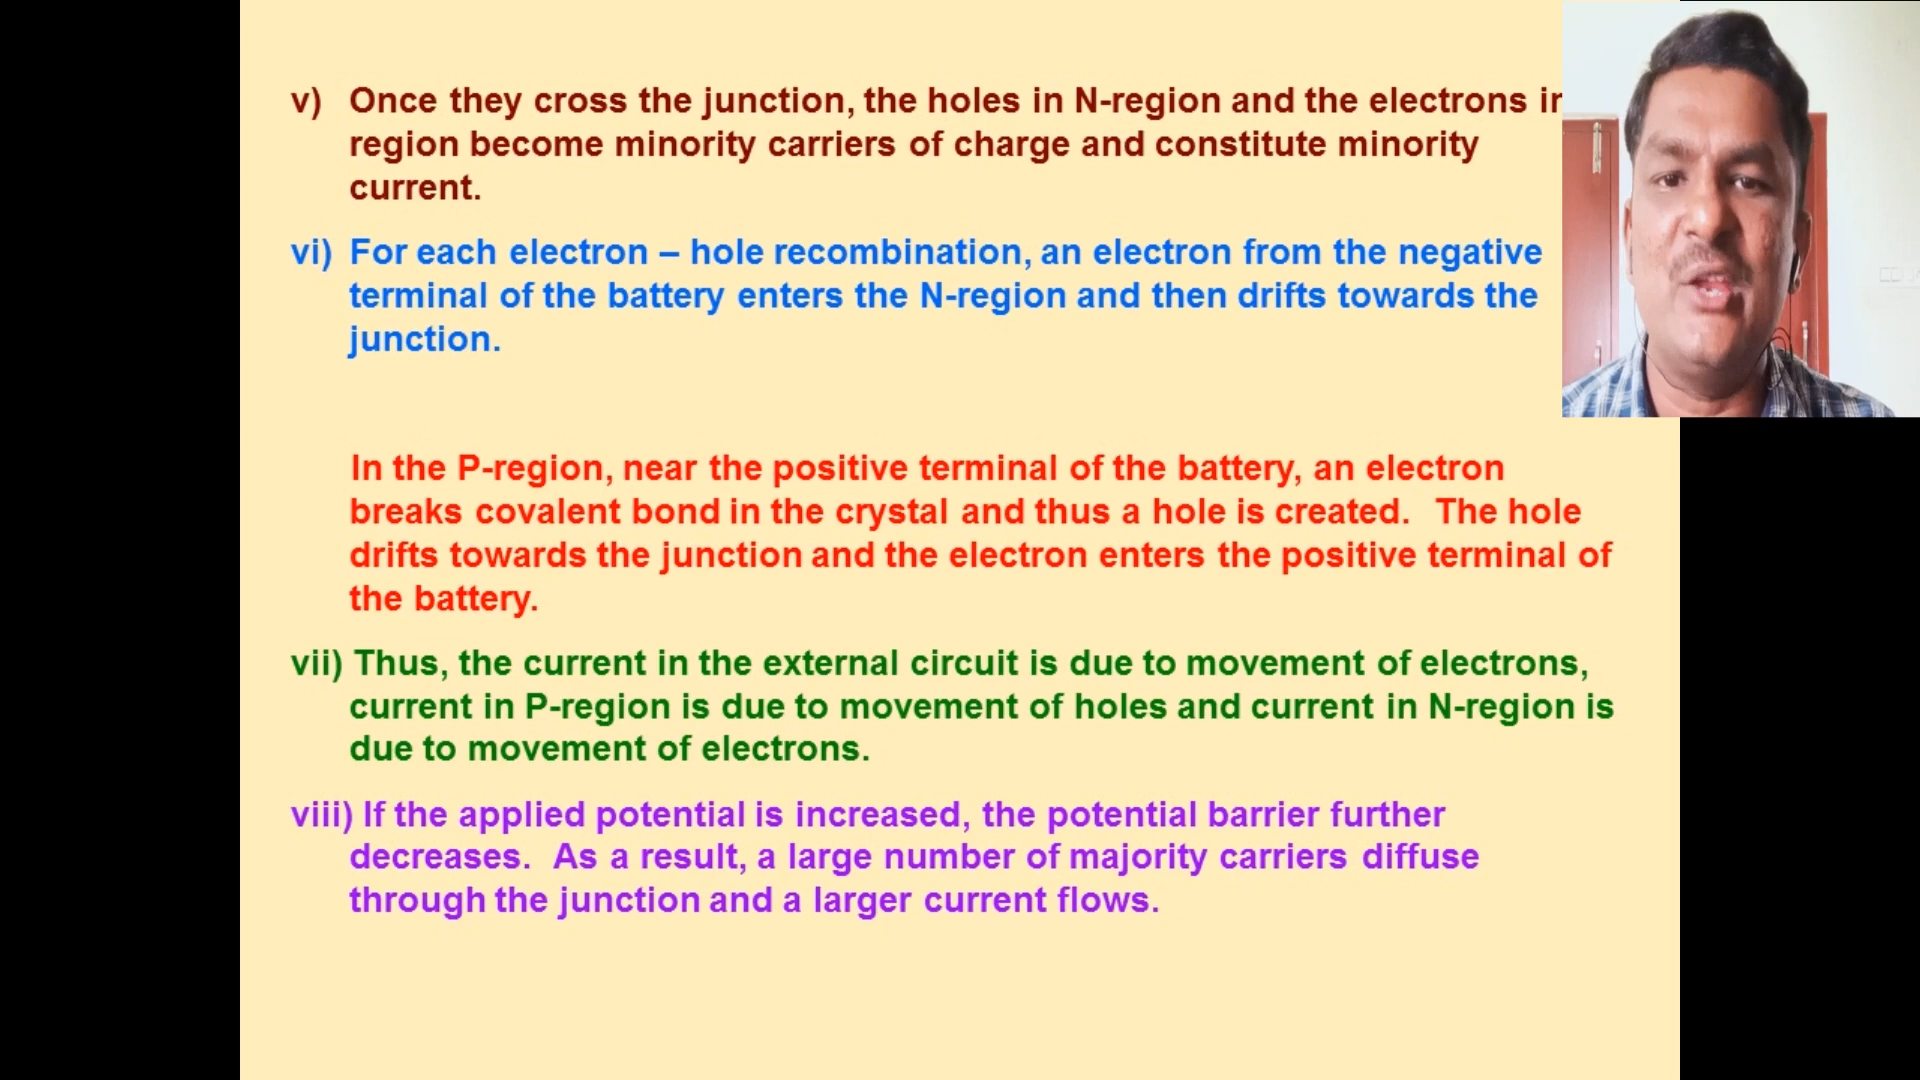 v) Once they cross the junction, the holes in N-region and the electrons in
region become minority carriers of charge and constitute minority
current.
vi) For each electron – hole recombination, an electron from the negative
terminal of the battery enters the N-region and then drifts towards the
junction.
In the P-region, near the positive terminal of the battery, an electron
breaks covalent bond in the crystal and thus a hole is created. The hole
drifts towards the junction and the electron enters the positive terminal of
the battery.
vii) Thus, the current in the external circuit is due to movement of electrons,
current in P-region is due to movement of holes and current in N-region is
due to movement of electrons.
viii) If the applied potential is increased, the potential barrier further
decreases. As a result, a large number of majority carriers diffuse
through the junction and a larger current flows.